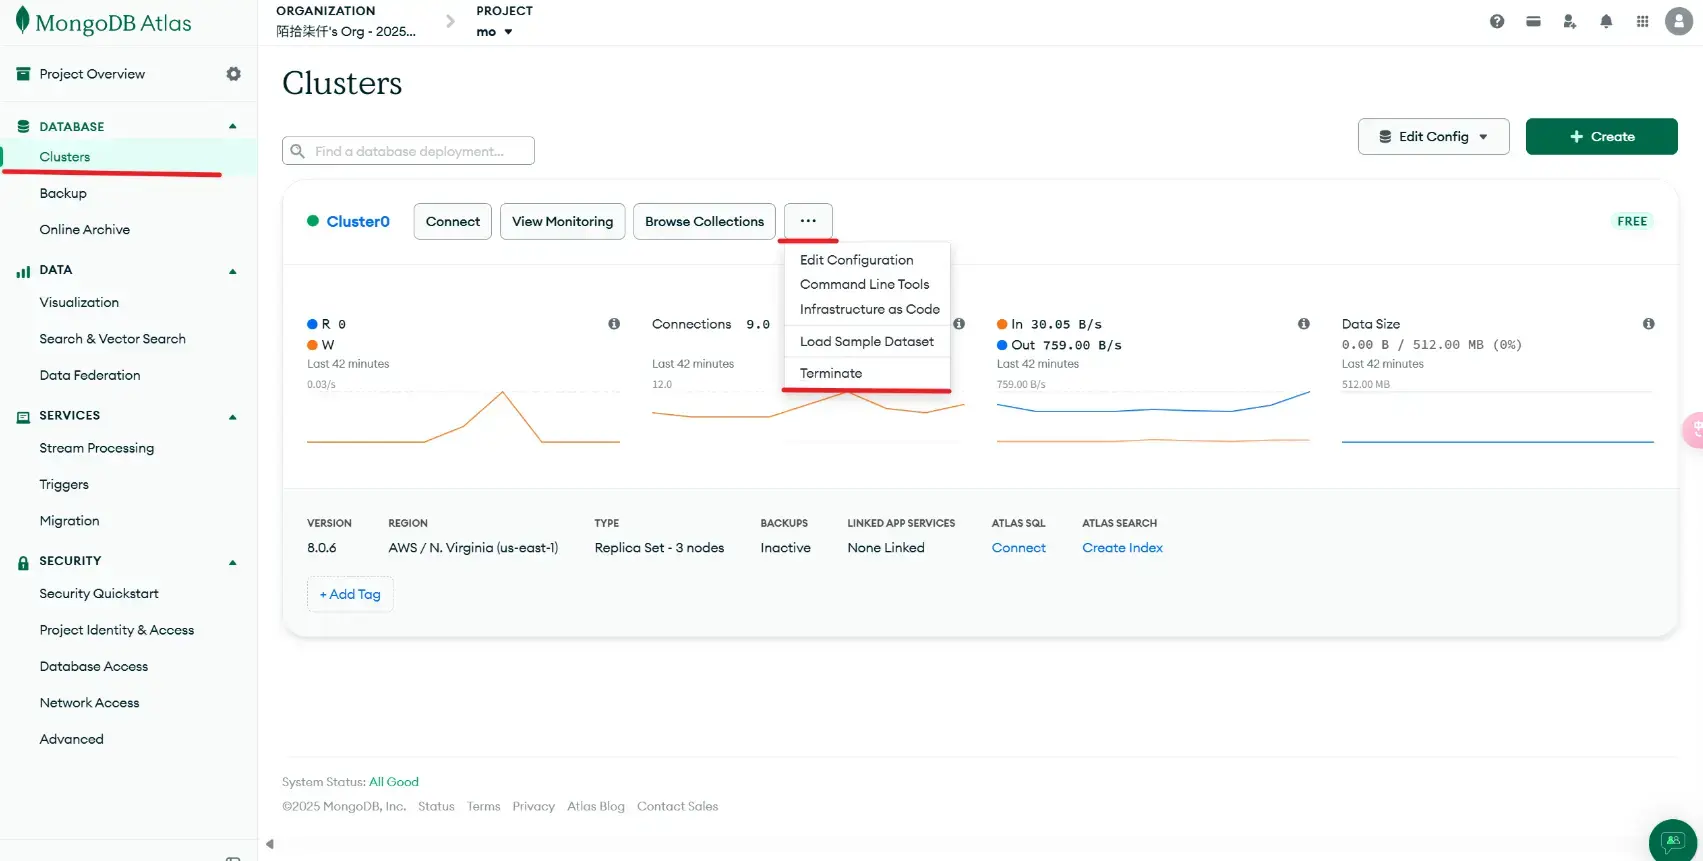 MongoDB Atlas
ORGANIZATION
陌拾柒仟's Org - 2025...
PROJECT
mo
Project Overview
DATABASE
Clusters
Backup
Online Archive
DATA
Visualization
Search & Vector Search
Data Federation
SERVICES
Stream Processing
Triggers
Migration
SECURITY
Security Quickstart
Project Identity & Access
Database Access
Network Access
Advanced
Clusters
Find a database deployment...
Edit Config
+ Create
Cluster0
Connect
View Monitoring
Browse Collections
...
FREE
Edit Configuration
Command Line Tools
Infrastructure as Code
Load Sample Dataset
Terminate
R 0
W
Last 42 minutes
0.03/s
Connections 9.0
Last 42 minutes
12.0
In 30.05 B/s
Out 759.00 B/s
Last 42 minutes
759.00 B/s
Data Size
0.00 B / 512.00 MB (0%)
Last 42 minutes
512.00 MB
VERSION
8.0.6
REGION
AWS / N. Virginia (us-east-1)
TYPE
Replica Set - 3 nodes
BACKUPS
Inactive
LINKED APP SERVICES
None Linked
ATLAS SQL
Connect
ATLAS SEARCH
Create Index
+ Add Tag
System Status: All Good
©2025 MongoDB, Inc. Status Terms Privacy Atlas Blog Contact Sales